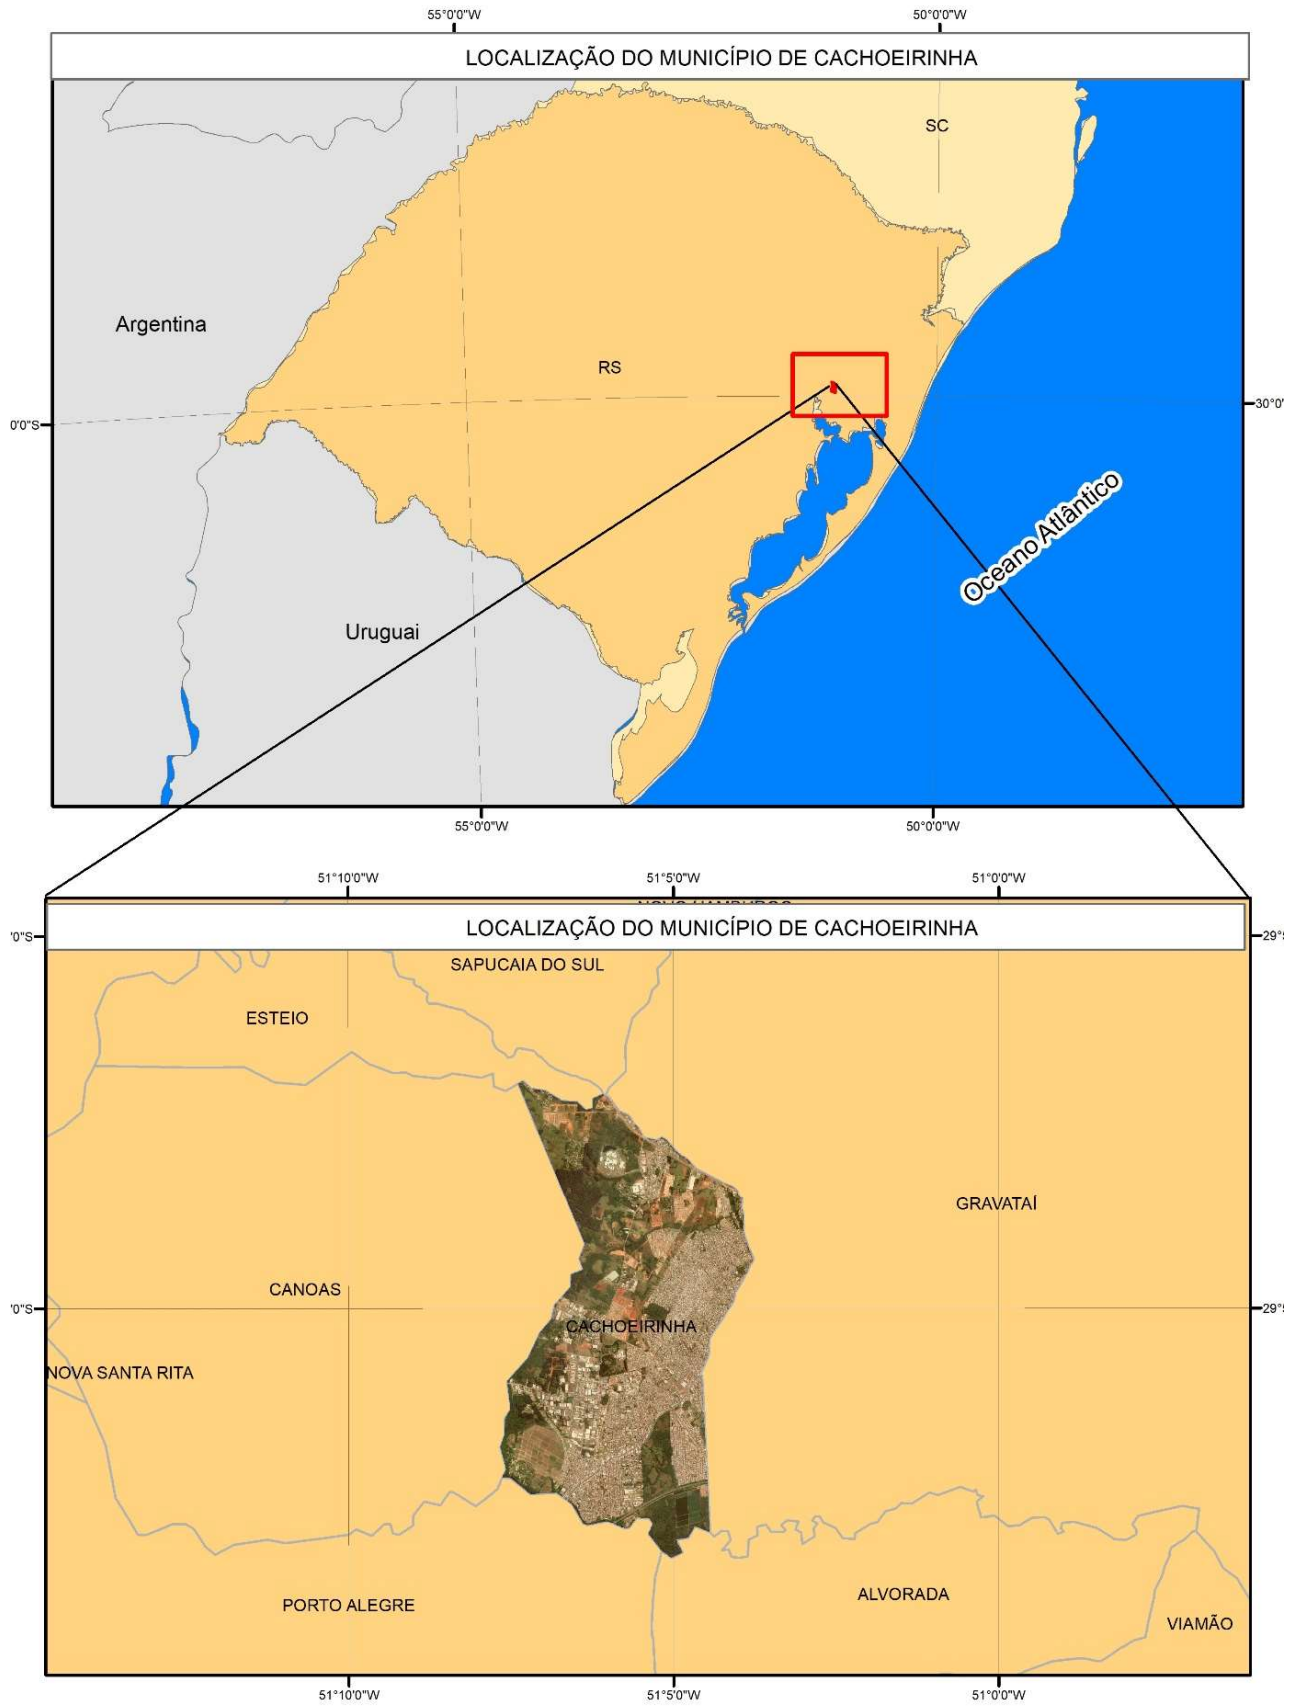 55°0'0"W
50°0'0"W
LOCALIZAÇÃO DO MUNICÍPIO DE CACHOEIRINHA
SC
Argentina
RS
0'0"S
30°0'
Oceano Atlântico
Uruguai
55°0'0"W
50°0'0"W
51°10'0"W
51°5'0"W
51°0'0"W
LOCALIZAÇÃO DO MUNICÍPIO DE CACHOEIRINHA
'0"S
29°
SAPUCAIA DO SUL
ESTEIO
GRAVATAÍ
CANOAS
'0"S
29°
CACHOEIRINHA
NOVA SANTA RITA
ALVORADA
PORTO ALEGRE
VIAMÃO
51°10'0"W
51°5'0"W
51°0'0"W